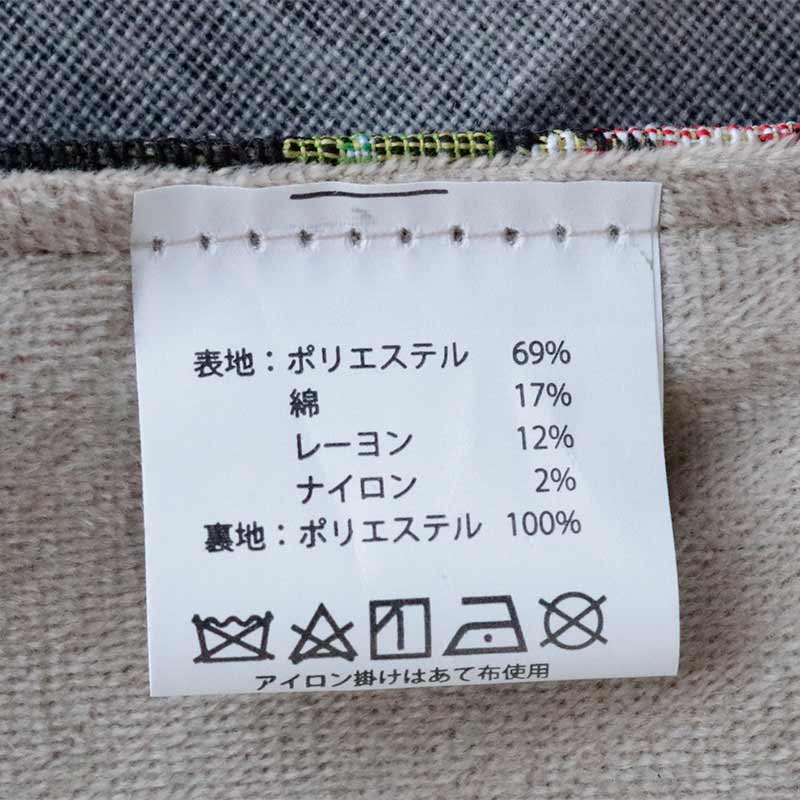 表地：ポリエステル 69%
綿 17%
レーヨン 12%
ナイロン 2%
裏地：ポリエステル 100%
アイロン掛けはあて布使用